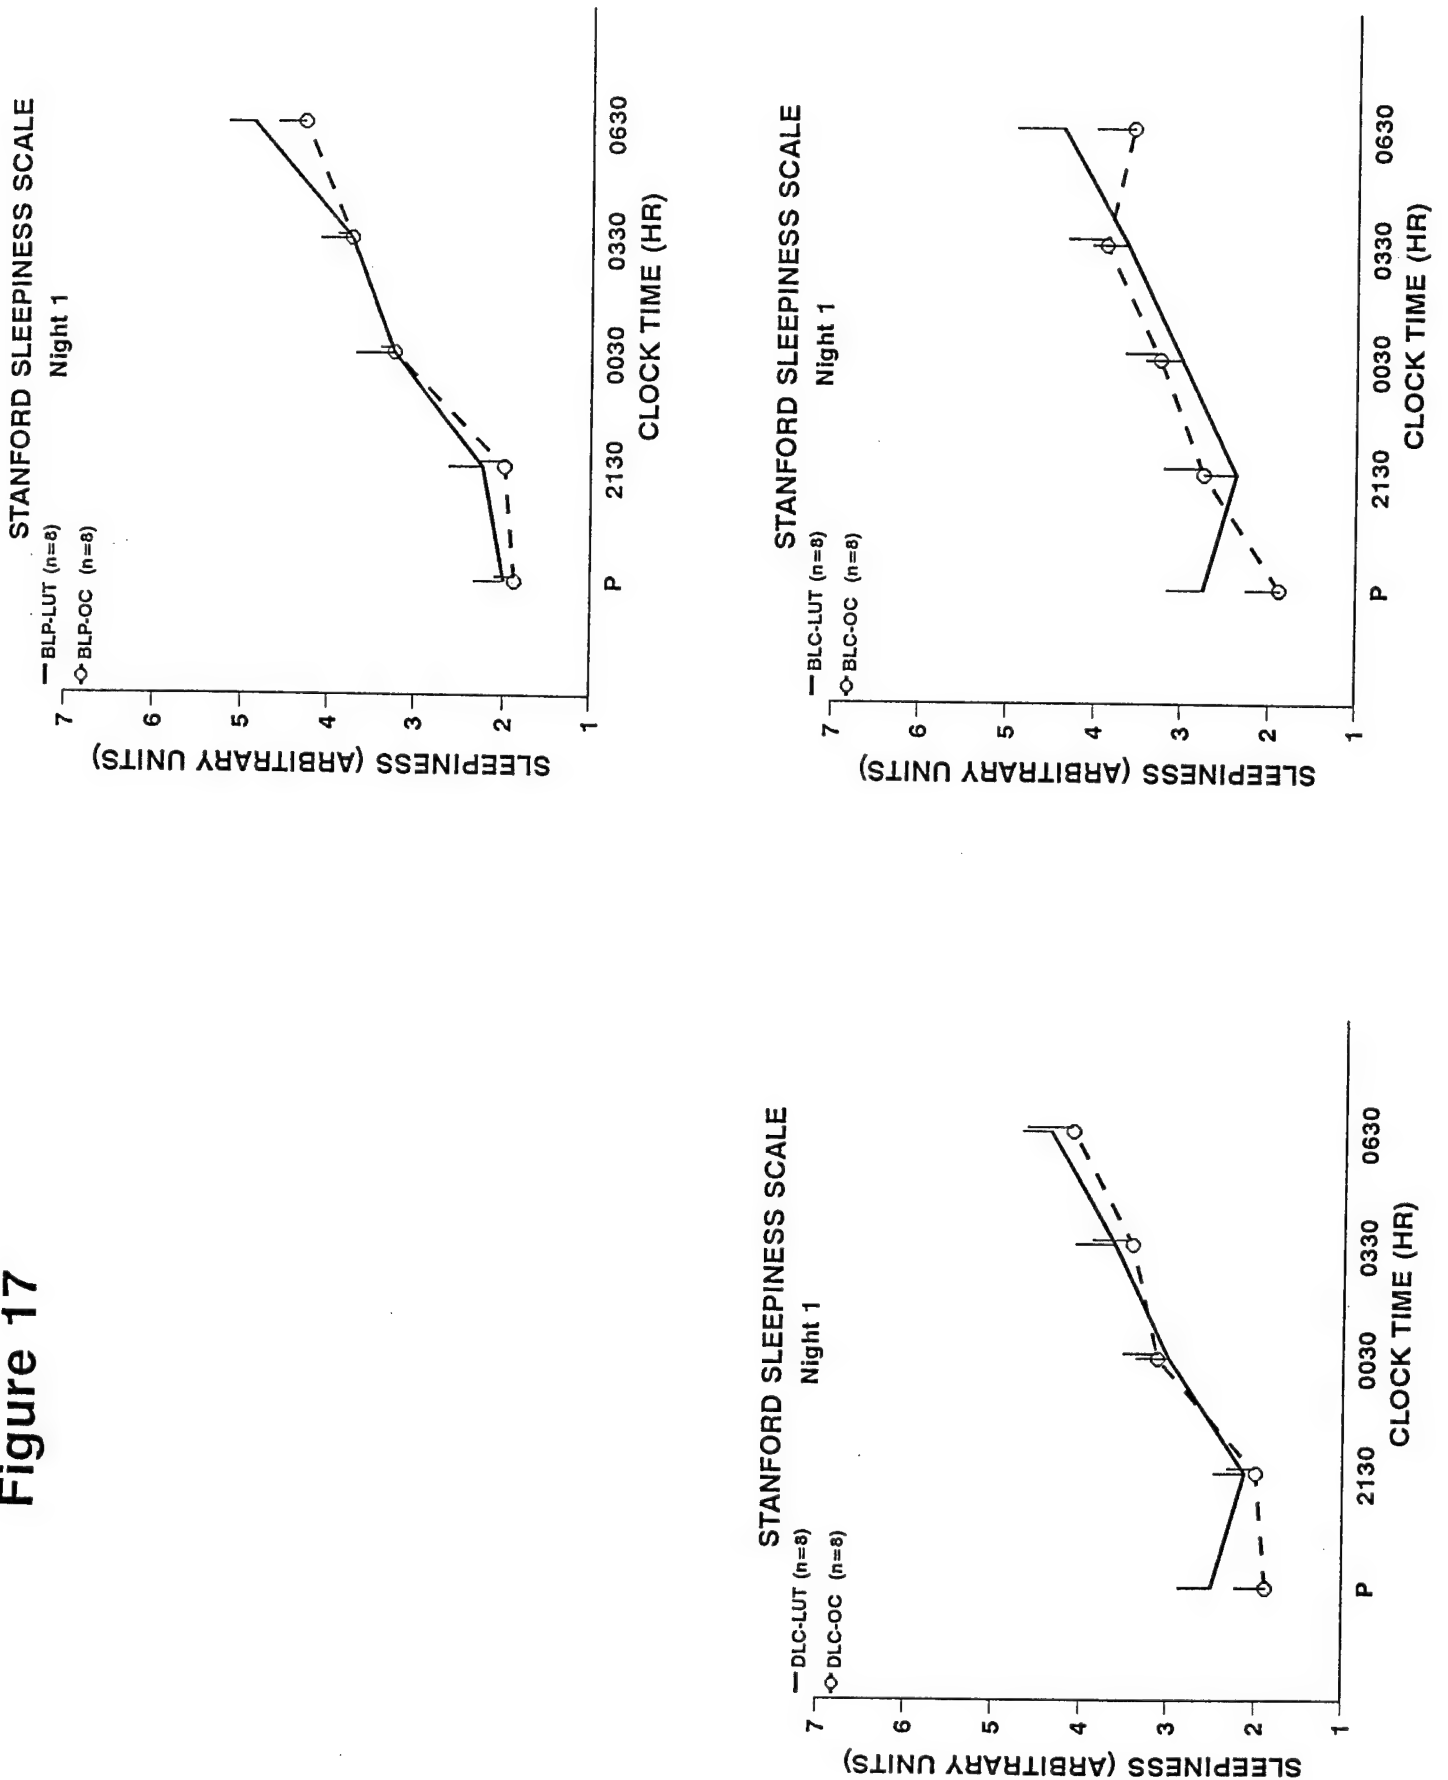 Figure 17
STANFORD SLEEPINESS SCALE
Night 1
DLC-LUT (n=8)
DLC-OC (n=8)
SLEEPINESS (ARBITRARY UNITS)
7
6
5
4
3
2
1
P 2130 0030 0330 0630
CLOCK TIME (HR)
STANFORD SLEEPINESS SCALE
Night 1
BLP-LUT (n=8)
BLP-OC (n=8)
SLEEPINESS (ARBITRARY UNITS)
7
6
5
4
3
2
1
P 2130 0030 0330 0630
CLOCK TIME (HR)
STANFORD SLEEPINESS SCALE
Night 1
BLC-LUT (n=8)
BLC-OC (n=8)
SLEEPINESS (ARBITRARY UNITS)
7
6
5
4
3
2
1
P 2130 0030 0330 0630
CLOCK TIME (HR)